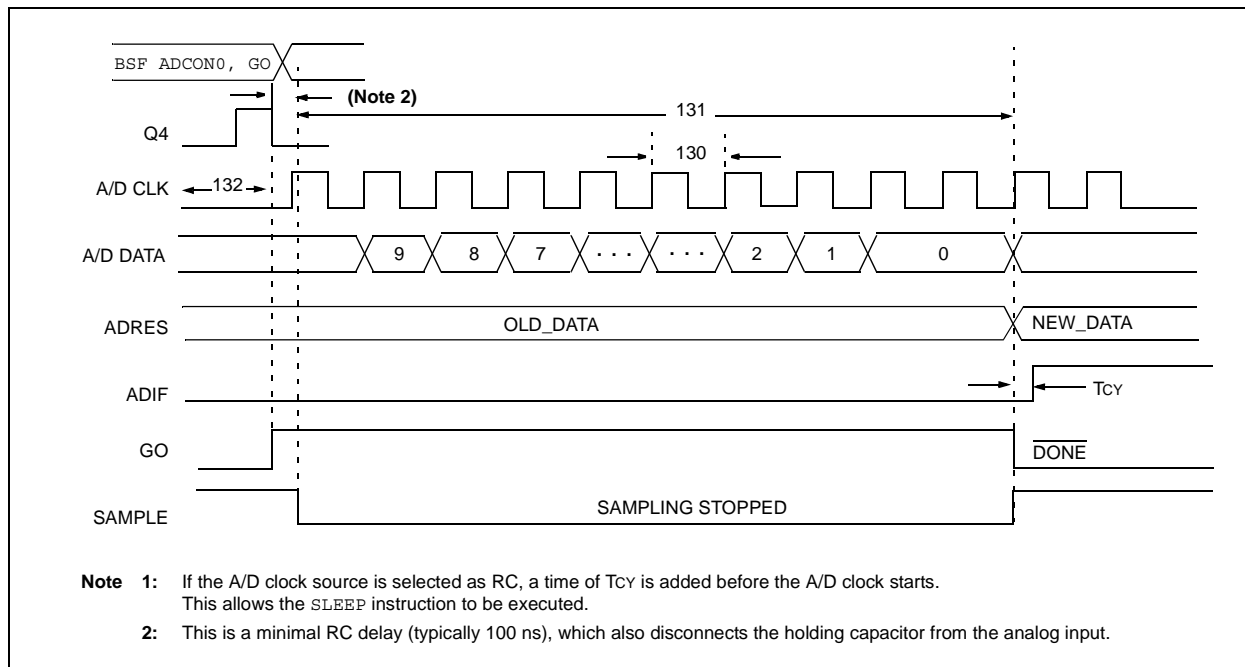 BSF ADCON0, GO
(Note 2)
131
Q4
130
A/D CLK
132
A/D DATA
9 8 7 . . . . . . 2 1 0
ADRES
OLD_DATA
NEW_DATA
ADIF
TCY
GO
DONE
SAMPLE
SAMPLING STOPPED
Note 1: If the A/D clock source is selected as RC, a time of TCY is added before the A/D clock starts.
This allows the SLEEP instruction to be executed.
2: This is a minimal RC delay (typically 100 ns), which also disconnects the holding capacitor from the analog input.